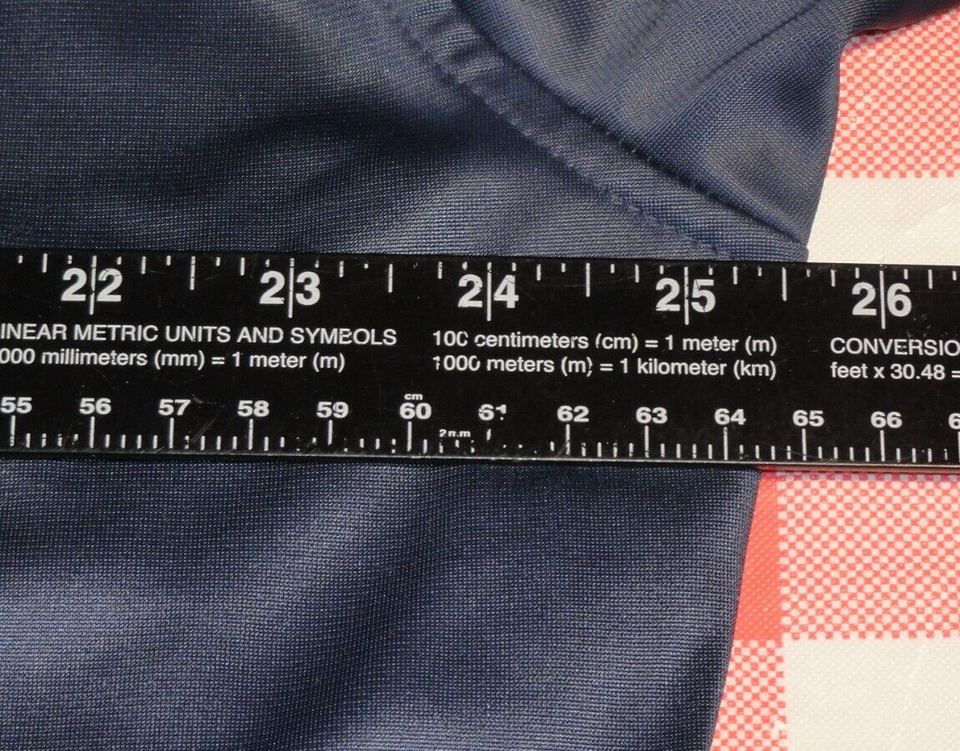 22 23 24 25 26
INEAR METRIC UNITS AND SYMBOLS 100 centimeters (cm) = 1 meter (m) CONVERSIO
000 millimeters (mm) = 1 meter (m) 1000 meters (m) = 1 kilometer (km) feet x 30.48 =
cm
55 56 57 58 59 60 61 62 63 64 65 66 6
2mm